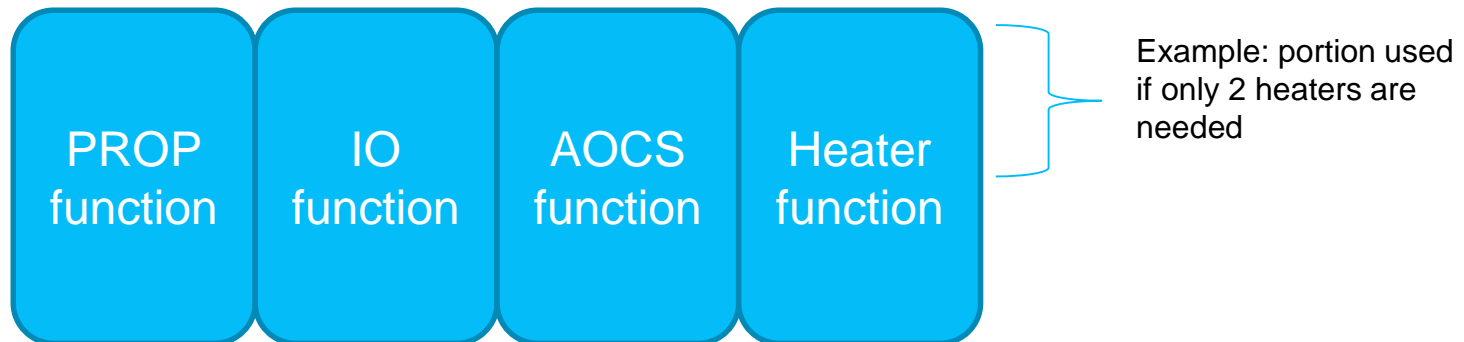 PROP
function
IO
function
AOCS
function
Heater
function
Example: portion used
if only 2 heaters are
needed